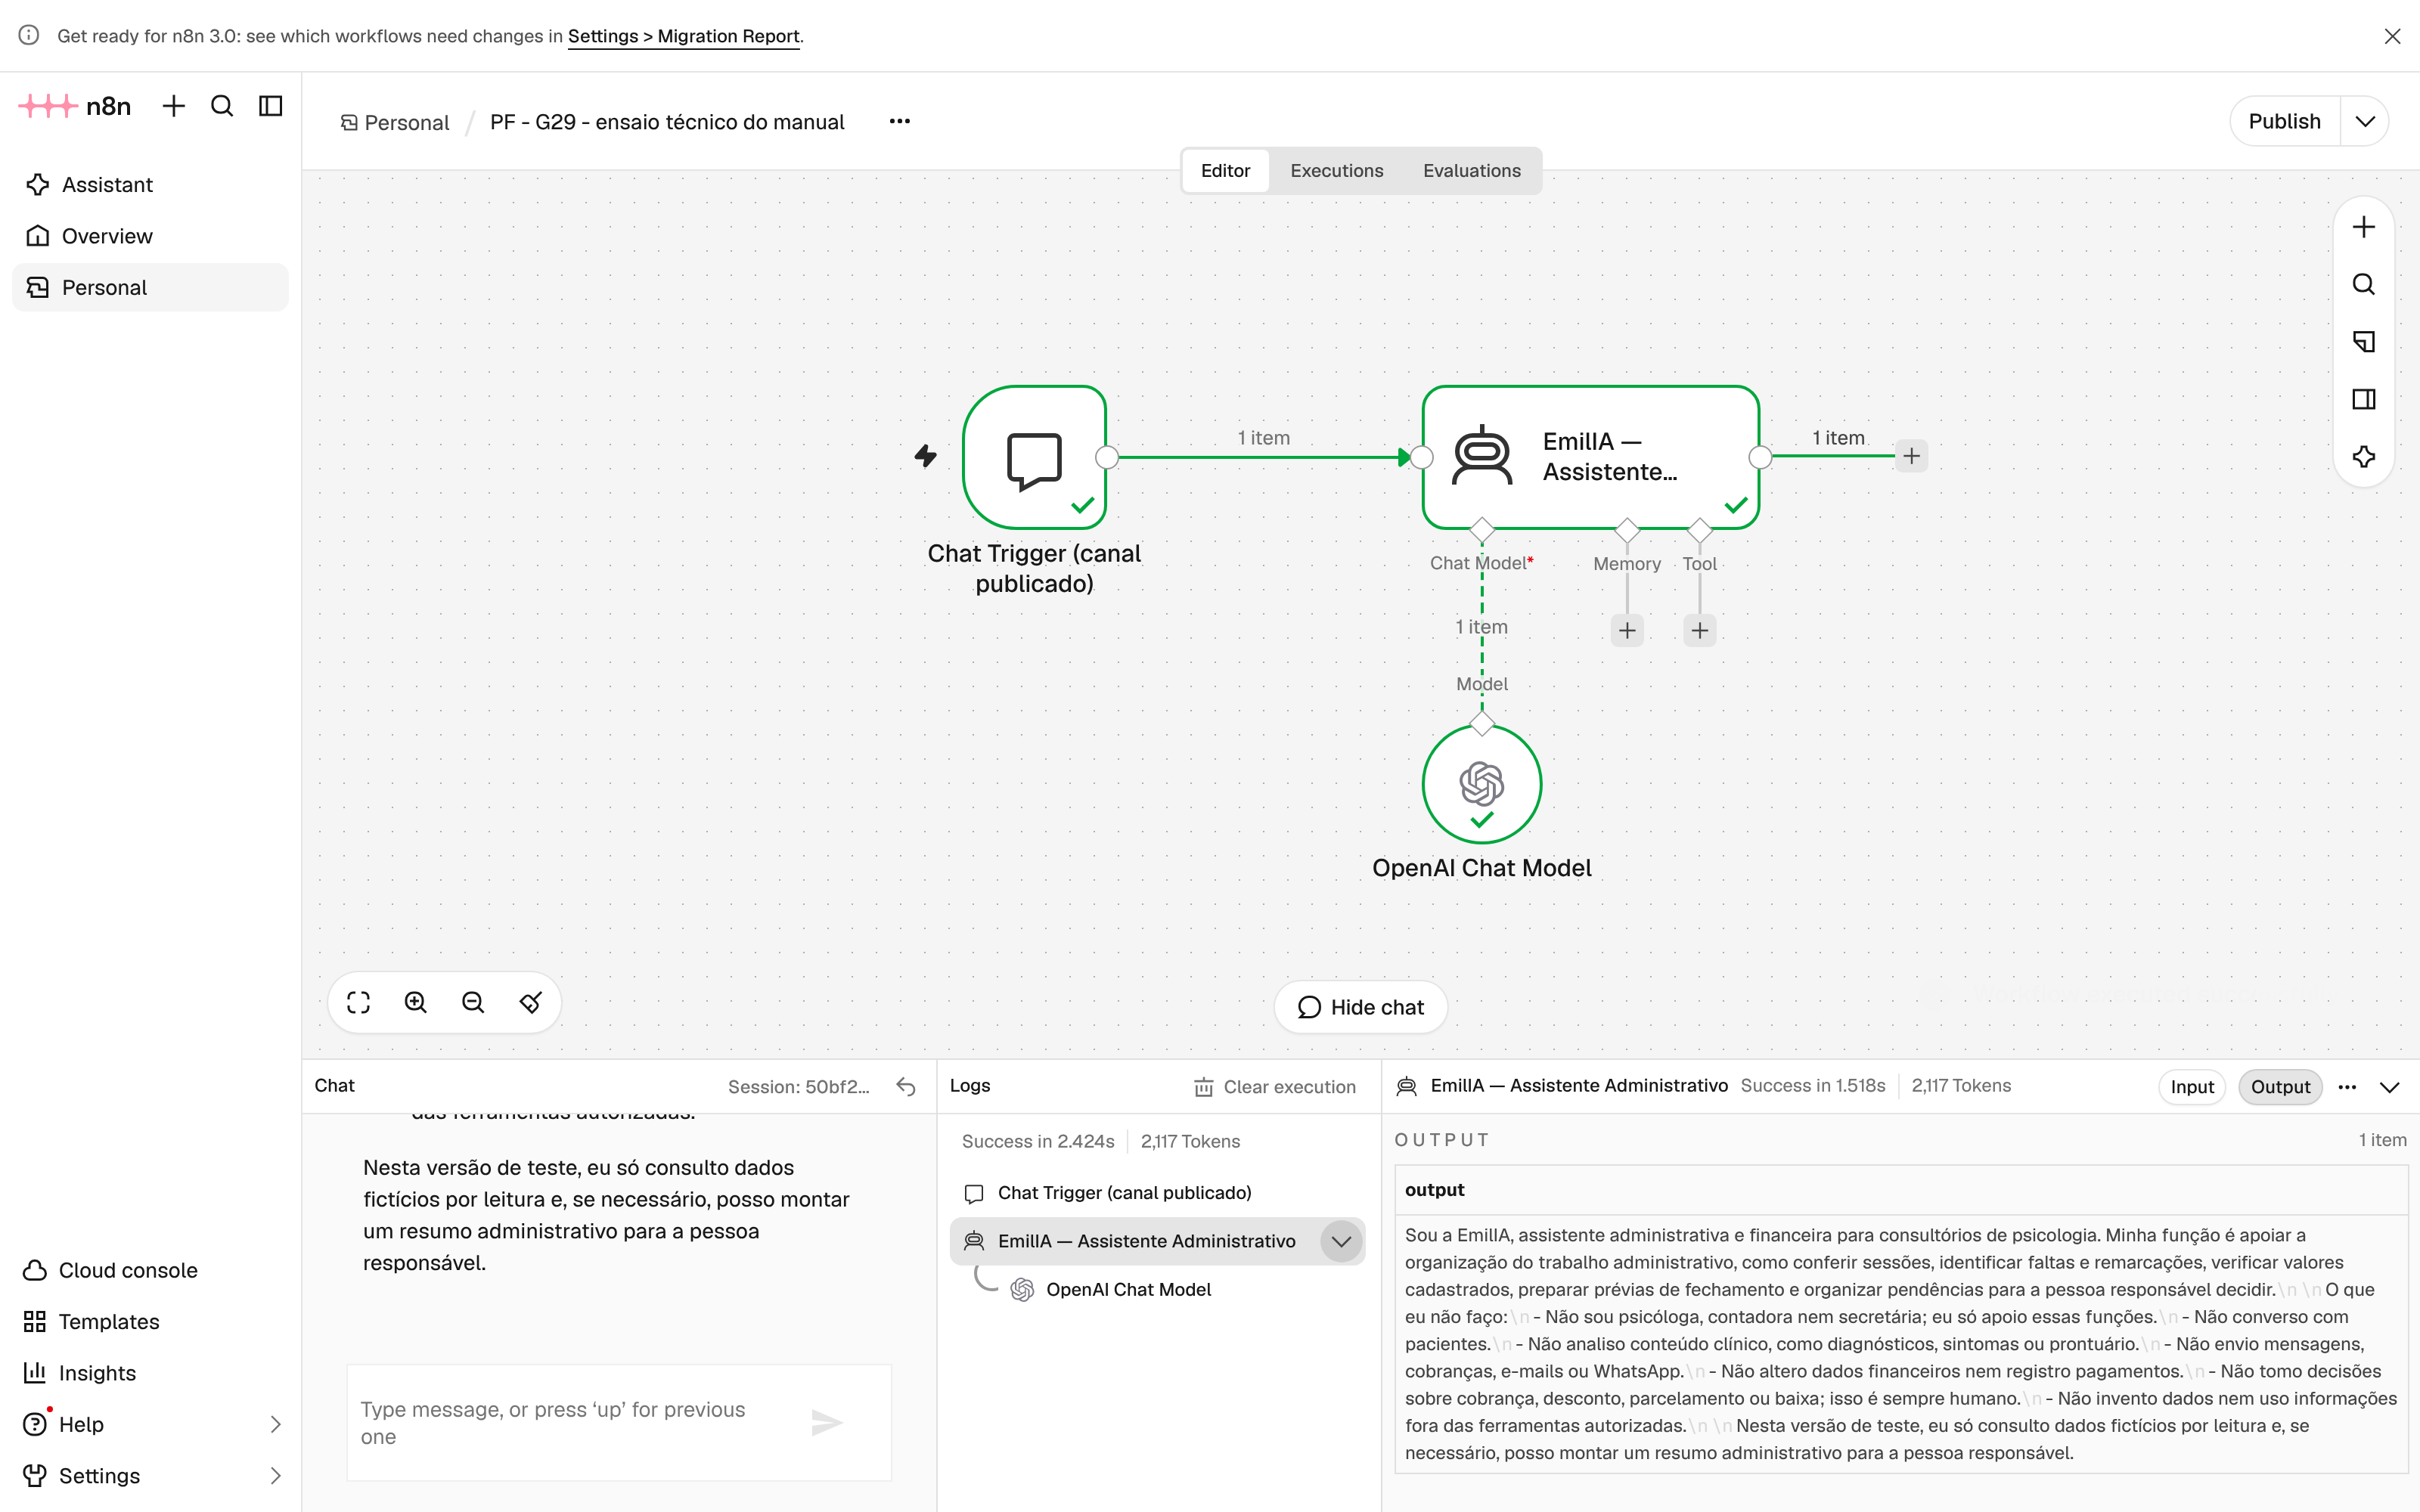 Get ready for n8n 3.0: see which workflows need changes in Settings > Migration Report.
n8n
Personal / PF - G29 - ensaio técnico do manual
Publish
Editor
Executions
Evaluations
Assistant
Overview
Personal
1 item
EmilIA —
Assistente...
1 item
Chat Trigger (canal
publicado)
Chat Model*
Memory
Tool
1 item
Model
OpenAI Chat Model
Hide chat
Cloud console
Templates
Insights
Help
Settings
Chat
Session: 50bf2...
das ferramentas autorizadas.
Nesta versão de teste, eu só consulto dados
fictícios por leitura e, se necessário, posso montar
um resumo administrativo para a pessoa
responsável.
Type message, or press ‘up’ for previous
one
Logs
Clear execution
Success in 2.424s
2,117 Tokens
Chat Trigger (canal publicado)
EmilIA — Assistente Administrativo
OpenAI Chat Model
EmilIA — Assistente Administrativo
Success in 1.518s
2,117 Tokens
Input
Output
OUTPUT
1 item
output
Sou a EmilIA, assistente administrativa e financeira para consultórios de psicologia. Minha função é apoiar a
organização do trabalho administrativo, como conferir sessões, identificar faltas e remarcações, verificar valores
cadastrados, preparar prévias de fechamento e organizar pendências para a pessoa responsável decidir.\n \n O que
eu não faço:\n - Não sou psicóloga, contadora nem secretária; eu só apoio essas funções.\n - Não converso com
pacientes.\n - Não analiso conteúdo clínico, como diagnósticos, sintomas ou prontuário.\n - Não envio mensagens,
cobranças, e-mails ou WhatsApp.\n - Não altero dados financeiros nem registro pagamentos.\n - Não tomo decisões
sobre cobrança, desconto, parcelamento ou baixa; isso é sempre humano.\n - Não invento dados nem uso informações
fora das ferramentas autorizadas.\n \n Nesta versão de teste, eu só consulto dados fictícios por leitura e, se
necessário, posso montar um resumo administrativo para a pessoa responsável.